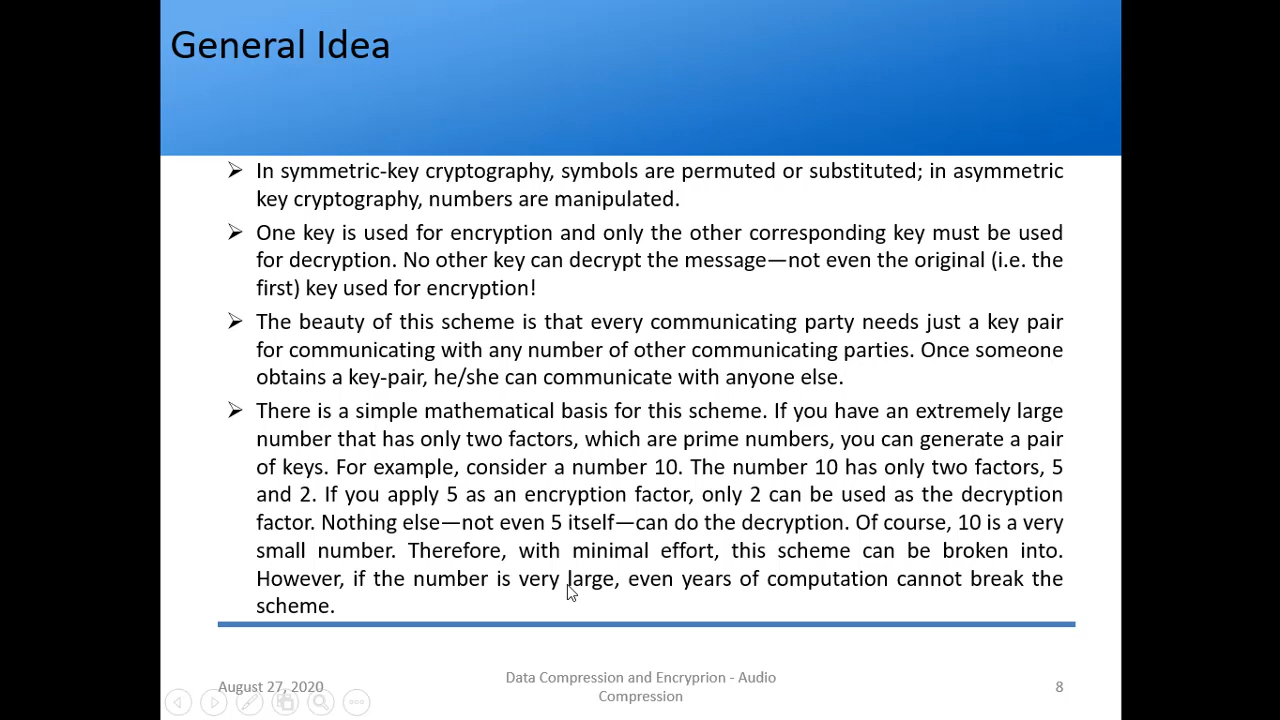 General Idea
In symmetric-key cryptography, symbols are permuted or substituted; in asymmetric
key cryptography, numbers are manipulated.
One key is used for encryption and only the other corresponding key must be used
for decryption. No other key can decrypt the message—not even the original (i.e. the
first) key used for encryption!
The beauty of this scheme is that every communicating party needs just a key pair
for communicating with any number of other communicating parties. Once someone
obtains a key-pair, he/she can communicate with anyone else.
There is a simple mathematical basis for this scheme. If you have an extremely large
number that has only two factors, which are prime numbers, you can generate a pair
of keys. For example, consider a number 10. The number 10 has only two factors, 5
and 2. If you apply 5 as an encryption factor, only 2 can be used as the decryption
factor. Nothing else—not even 5 itself—can do the decryption. Of course, 10 is a very
small number. Therefore, with minimal effort, this scheme can be broken into.
However, if the number is very large, even years of computation cannot break the
scheme.
August 27, 2020
Data Compression and Encryprion - Audio
Compression
8